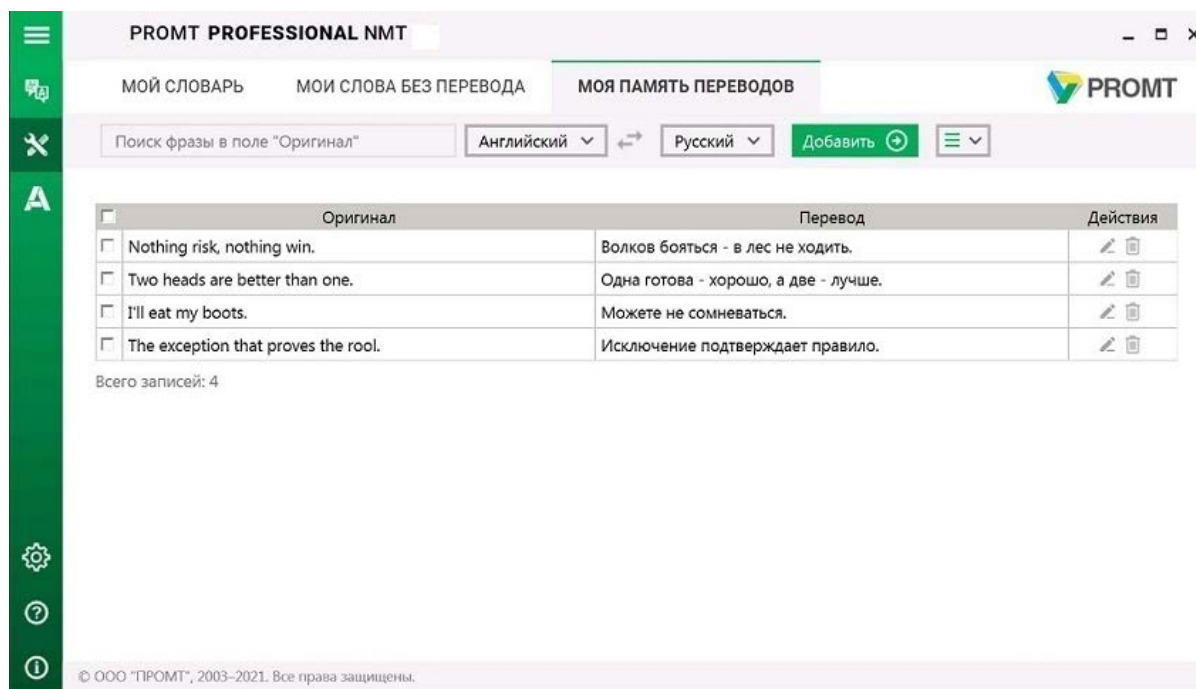 PROMT PROFESSIONAL NMT
МОЙ СЛОВАРЬ МОИ СЛОВА БЕЗ ПЕРЕВОДА МОЯ ПАМЯТЬ ПЕРЕВОДОВ PROMT
Поиск фразы в поле "Оригинал" Английский Русский Добавить
Оригинал Перевод Действия
Nothing risk, nothing win. Волков бояться - в лес не ходить.
Two heads are better than one. Одна готова - хорошо, а две - лучше.
I'll eat my boots. Можете не сомневаться.
The exception that proves the rool. Исключение подтверждает правило.
Всего записей: 4
© ООО "ПРОМТ", 2003–2021. Все права защищены.